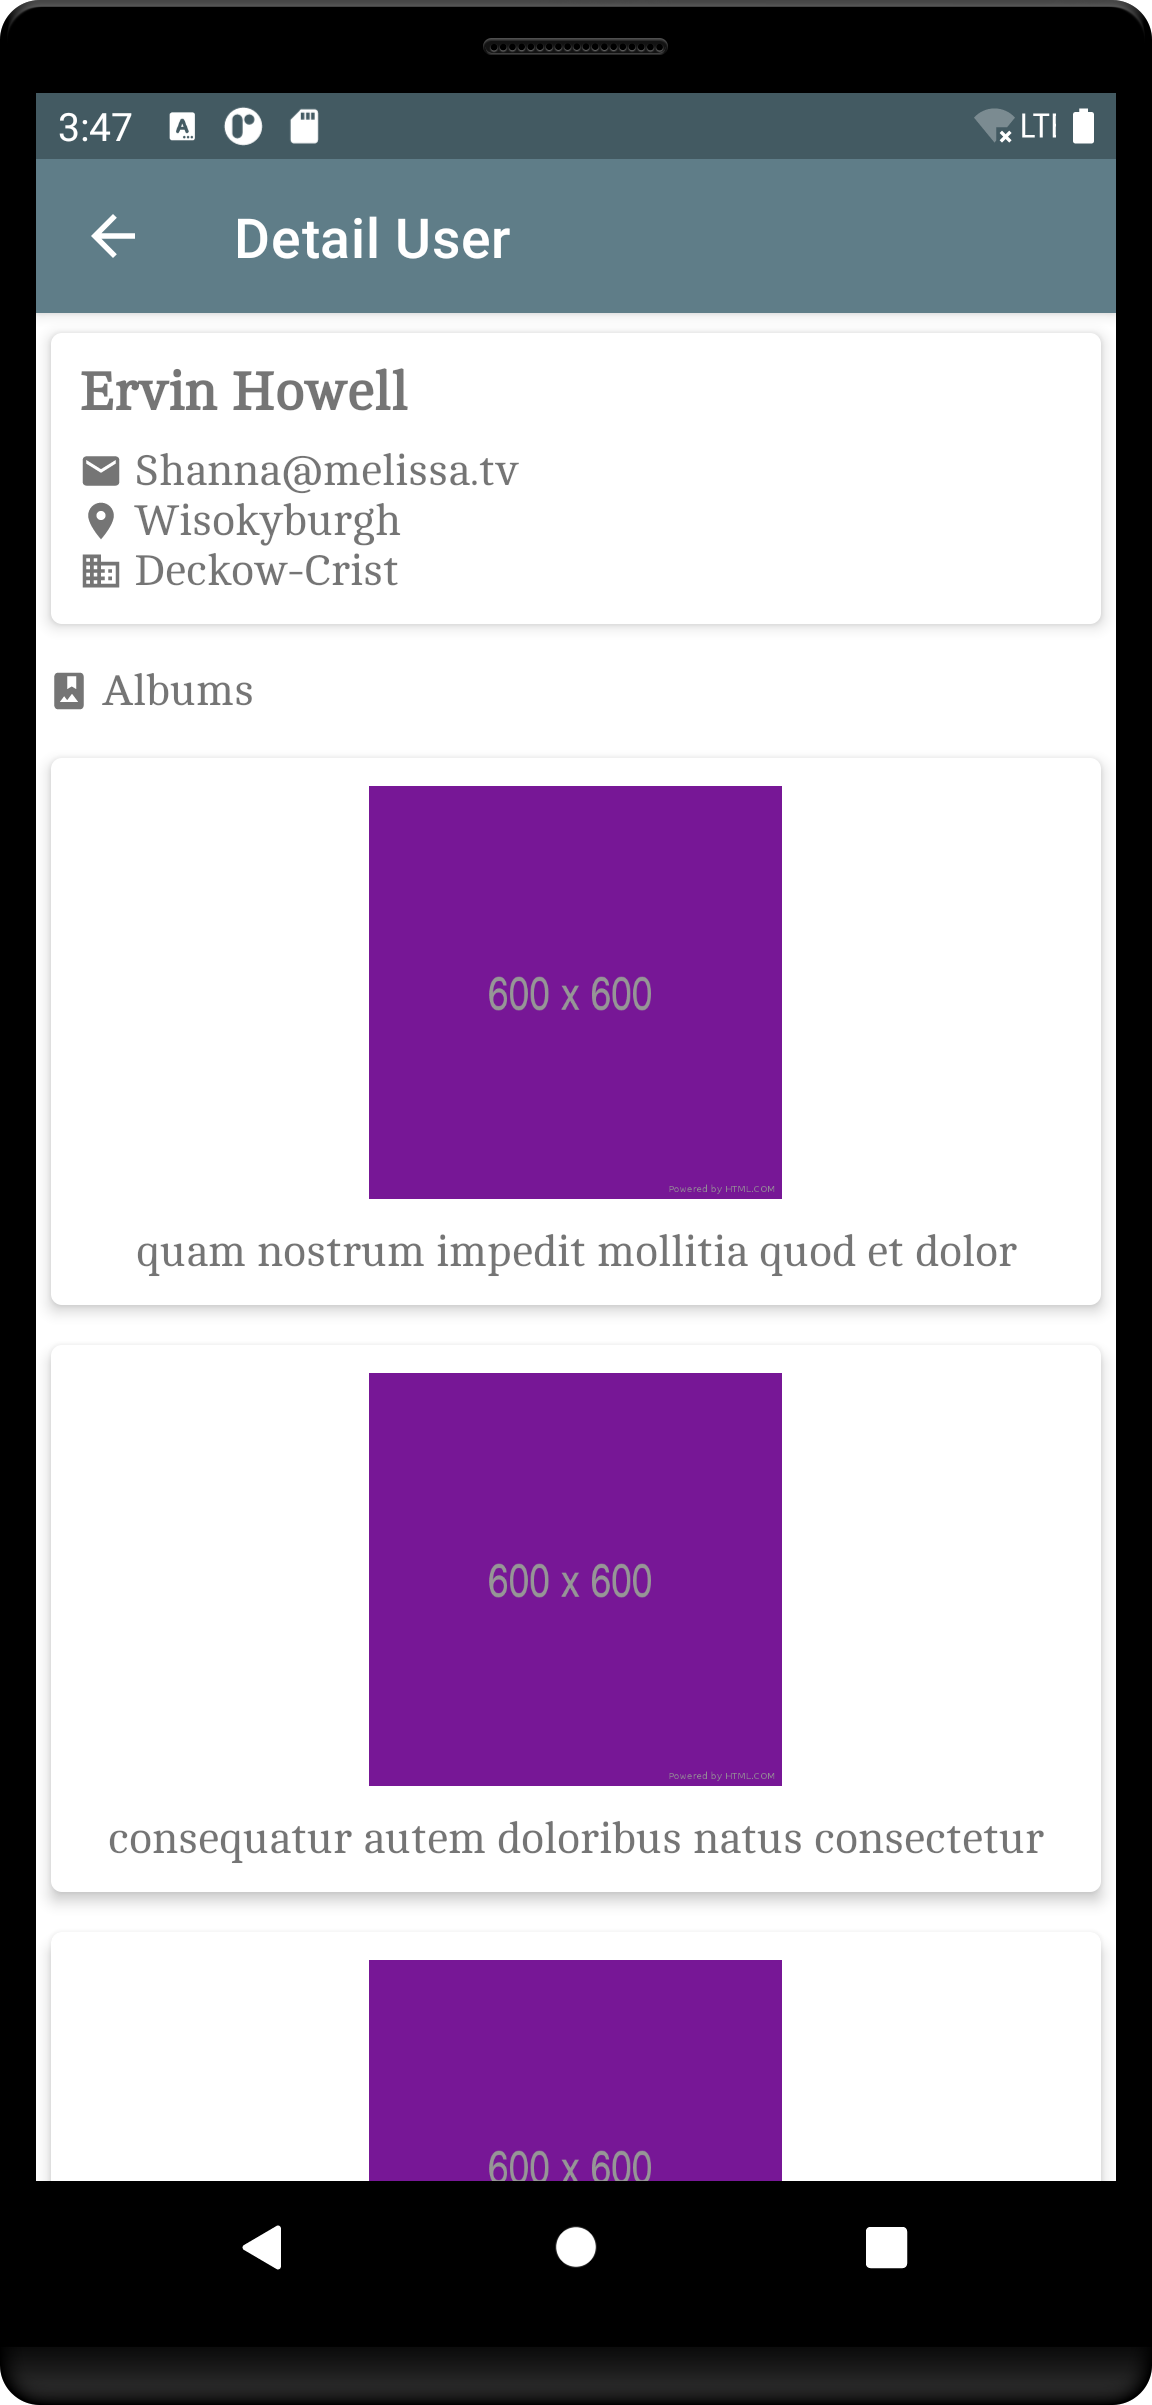 3:47
LTI
Detail User
Ervin Howell
Shanna@melissa.tv
Wisokyburgh
Deckow-Crist
Albums
600 x 600
Powered by HTML.COM
quam nostrum impedit mollitia quod et dolor
600 x 600
Powered by HTML.COM
consequatur autem doloribus natus consectetur
600 x 600